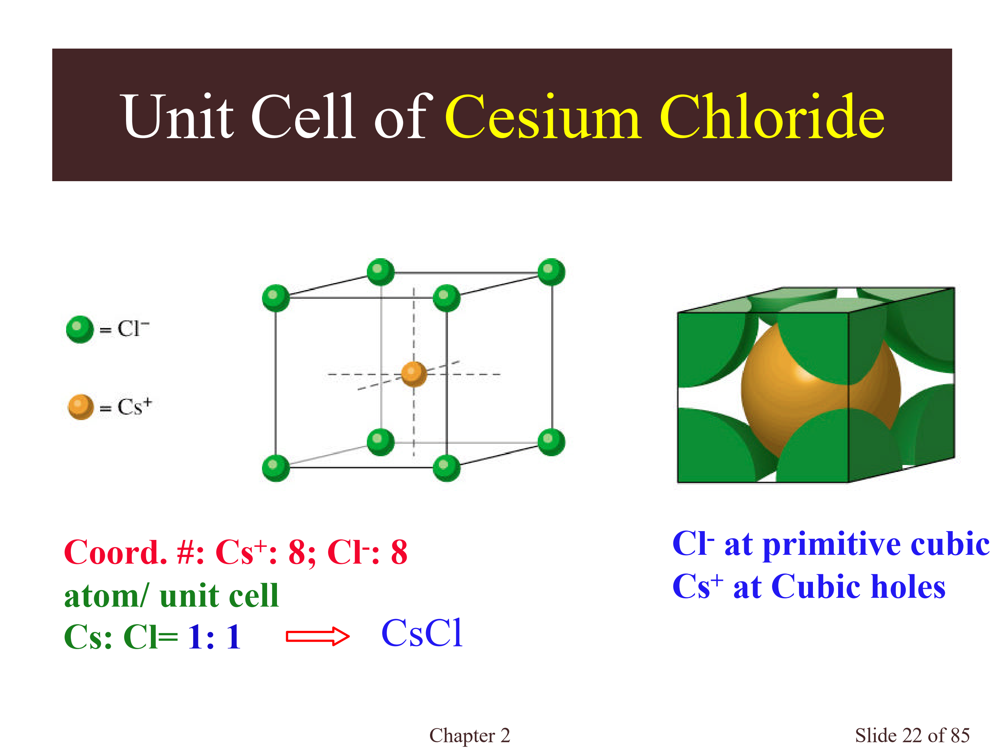 Unit Cell of Cesium Chloride
= Cl⁻
= Cs⁺
Coord. #: Cs⁺: 8; Cl⁻: 8
atom/ unit cell
Cs: Cl= 1: 1
CsCl
Cl⁻ at primitive cubic
Cs⁺ at Cubic holes
Chapter 2
Slide 22 of 85